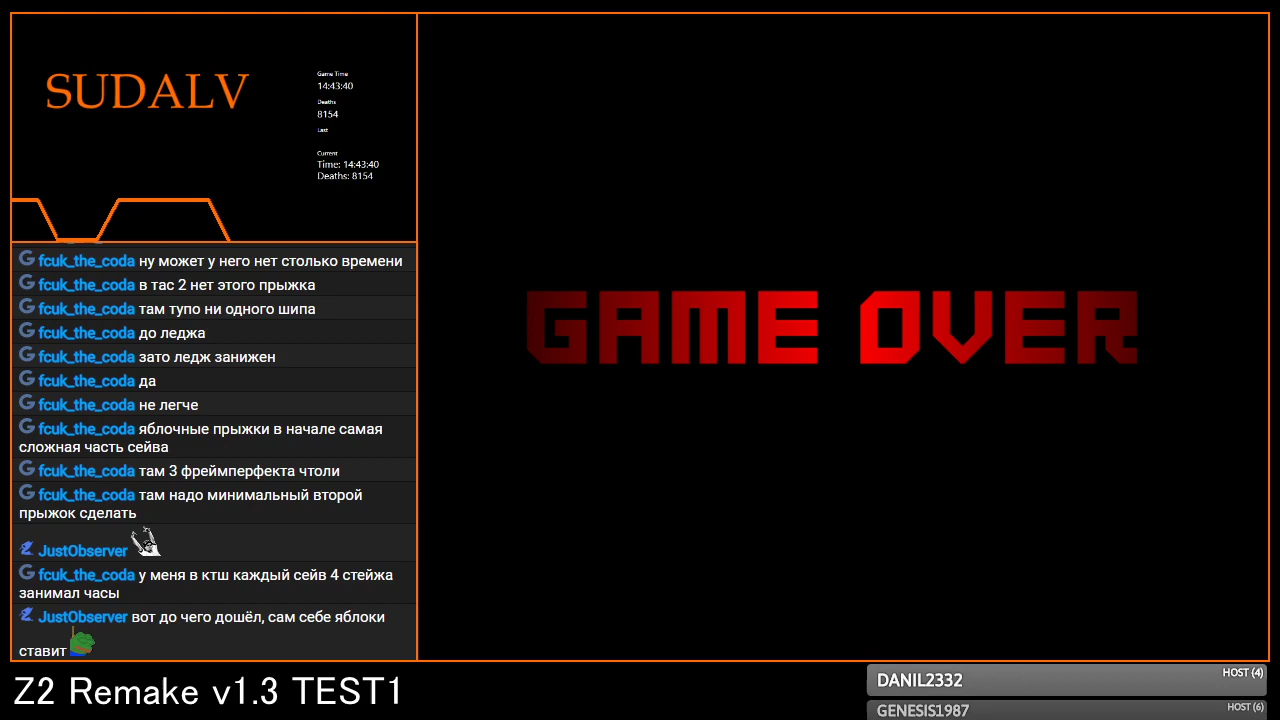 SUDALV
Game Time
14:43:40
Deaths
8154
Last
Current
Time: 14:43:40
Deaths: 8154
fcuk_the_coda ну может у него нет столько времени
fcuk_the_coda в тас 2 нет этого прыжка
fcuk_the_coda там тупо ни одного шипа
fcuk_the_coda до леджа
fcuk_the_coda зато ледж занижен
fcuk_the_coda да
fcuk_the_coda не легче
fcuk_the_coda яблочные прыжки в начале самая
сложная часть сейва
fcuk_the_coda там 3 фреймперфекта чтоли
fcuk_the_coda там надо минимальный второй
прыжок сделать
JustObserver
fcuk_the_coda у меня в ктш каждый сейв 4 стейжа
занимал часы
JustObserver вот до чего дошёл, сам себе яблоки
ставит
GAME OVER
Z2 Remake v1.3 TEST1
DANIL2332 HOST (4)
GENESIS1987 HOST (6)